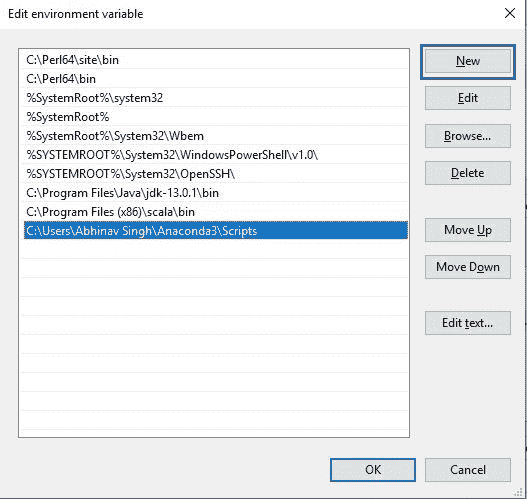 Edit environment variable
C:\Perl64\site\bin
C:\Perl64\bin
%SystemRoot%\system32
%SystemRoot%
%SystemRoot%\System32\Wbem
%SYSTEMROOT%\System32\WindowsPowerShell\v1.0\
%SYSTEMROOT%\System32\OpenSSH\
C:\Program Files\Java\jdk-13.0.1\bin
C:\Program Files (x86)\scala\bin
C:\Users\Abhinav Singh\Anaconda3\Scripts
New
Edit
Browse...
Delete
Move Up
Move Down
Edit text...
OK
Cancel